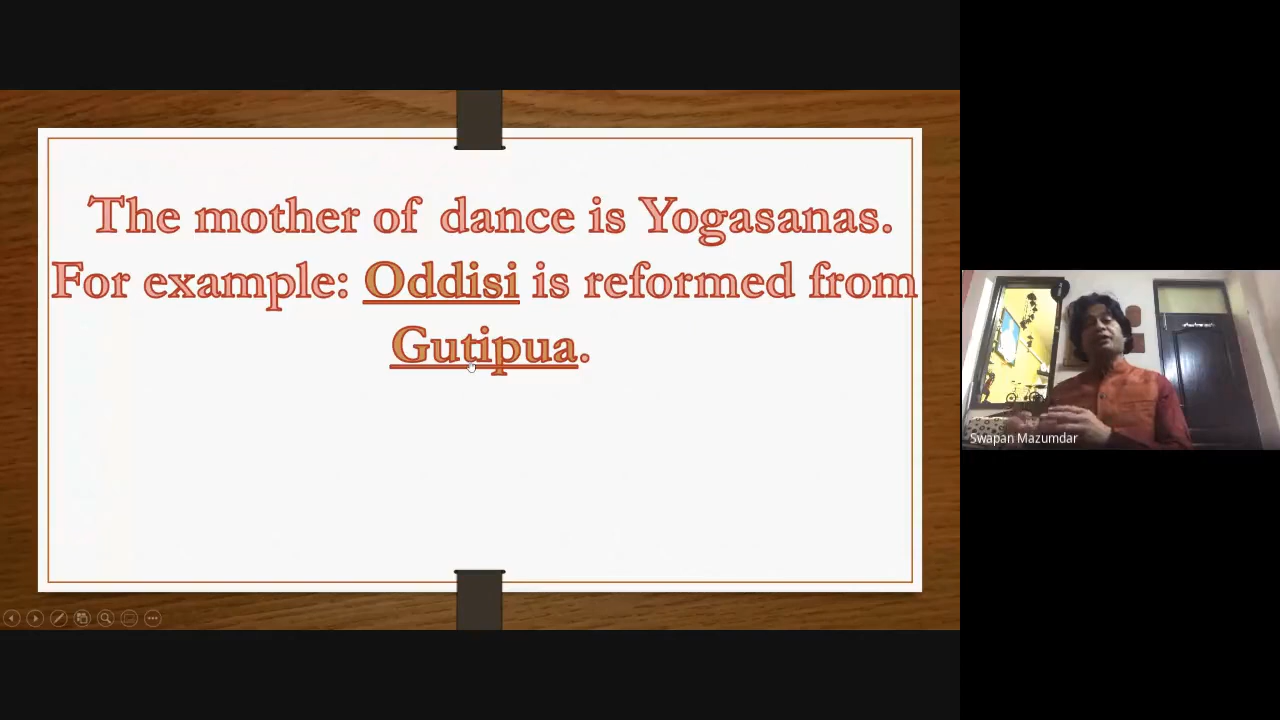 The mother of dance is Yogasanas.
For example: Oddisi is reformed from
Gutipua.
Swapan Mazumdar